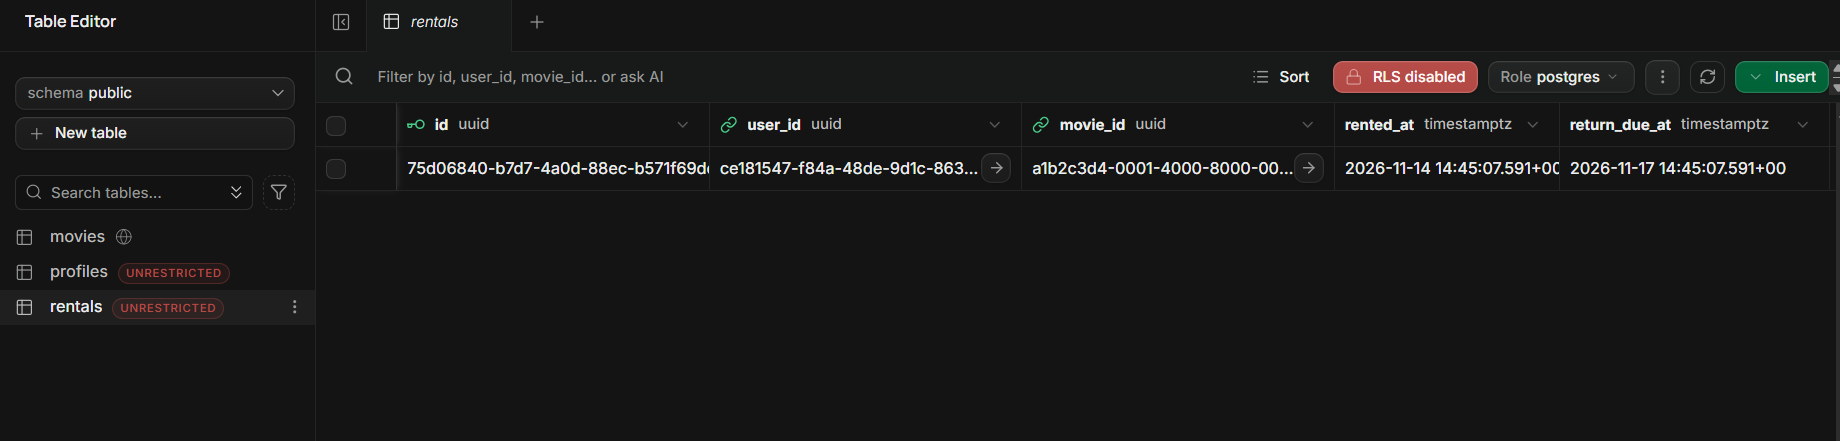 Table Editor
rentals
schema public
New table
Search tables...
movies
profiles UNRESTRICTED
rentals UNRESTRICTED
Filter by id, user_id, movie_id... or ask AI
Sort
RLS disabled
Role postgres
Insert
id uuid user_id uuid movie_id uuid rented_at timestamptz return_due_at timestamptz
75d06840-b7d7-4a0d-88ec-b571f69d ce181547-f84a-48de-9d1c-863... a1b2c3d4-0001-4000-8000-00... 2026-11-14 14:45:07.591+00 2026-11-17 14:45:07.591+00